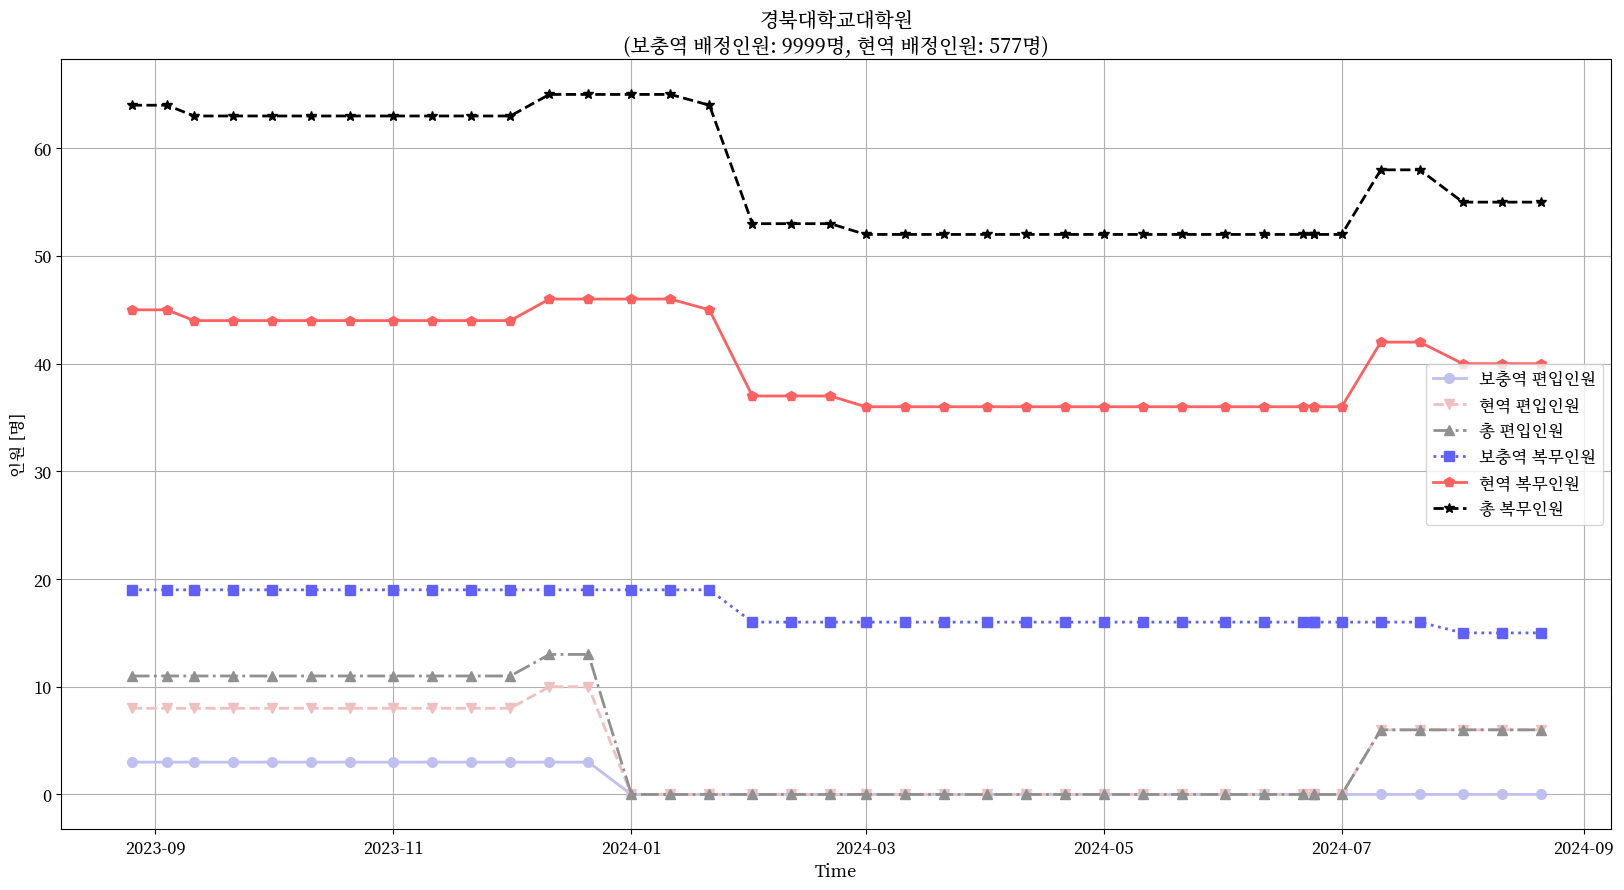 경북대학교대학원
(보충역 배정인원: 9999명, 현역 배정인원: 577명)
인원 [명]
60
50
40
30
20
10
0
보충역 편입인원
현역 편입인원
총 편입인원
보충역 복무인원
현역 복무인원
총 복무인원
2023-09
2023-11
2024-01
2024-03
2024-05
2024-07
2024-09
Time